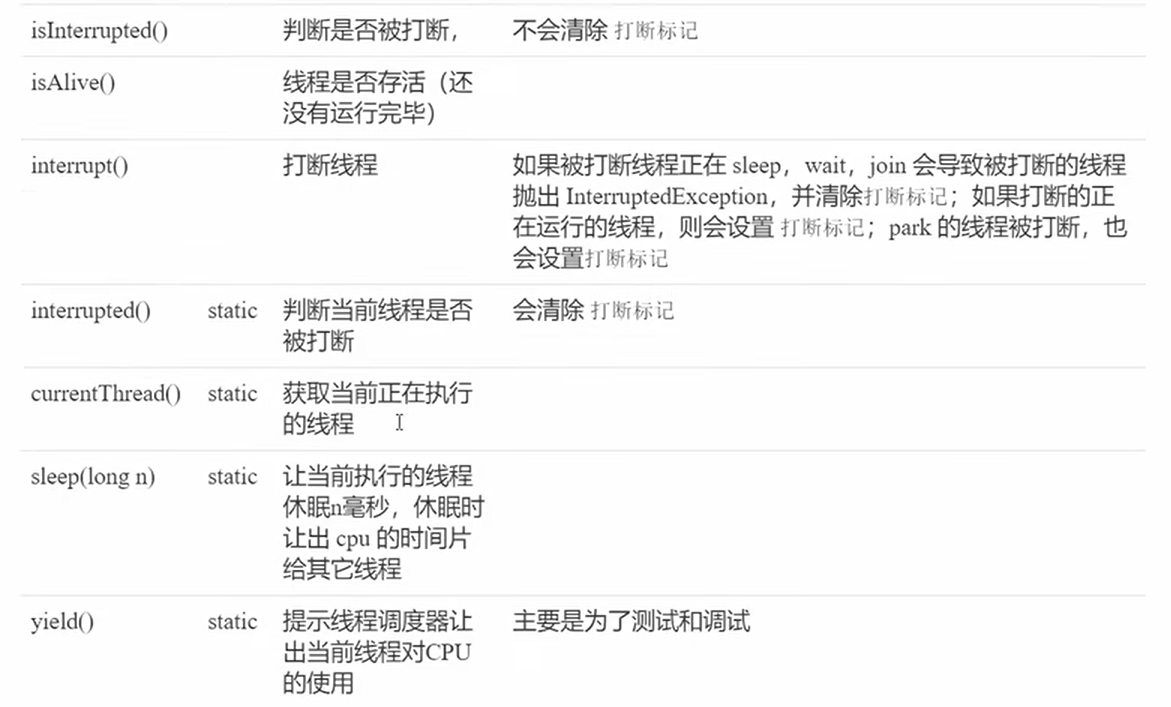 isInterrupted() 判断是否被打断， 不会清除 打断标记
isAlive() 线程是否存活（还
没有运行完毕）
interrupt() 打断线程 如果被打断线程正在 sleep，wait，join 会导致被打断的线程
抛出 InterruptedException，并清除打断标记；如果打断的正
在运行的线程，则会设置 打断标记；park 的线程被打断，也
会设置打断标记
interrupted() static 判断当前线程是否 会清除 打断标记
被打断
currentThread() static 获取当前正在执行
的线程
sleep(long n) static 让当前执行的线程
休眠n毫秒，休眠时
让出 cpu 的时间片
给其它线程
yield() static 提示线程调度器让 主要是为了测试和调试
出当前线程对CPU
的使用